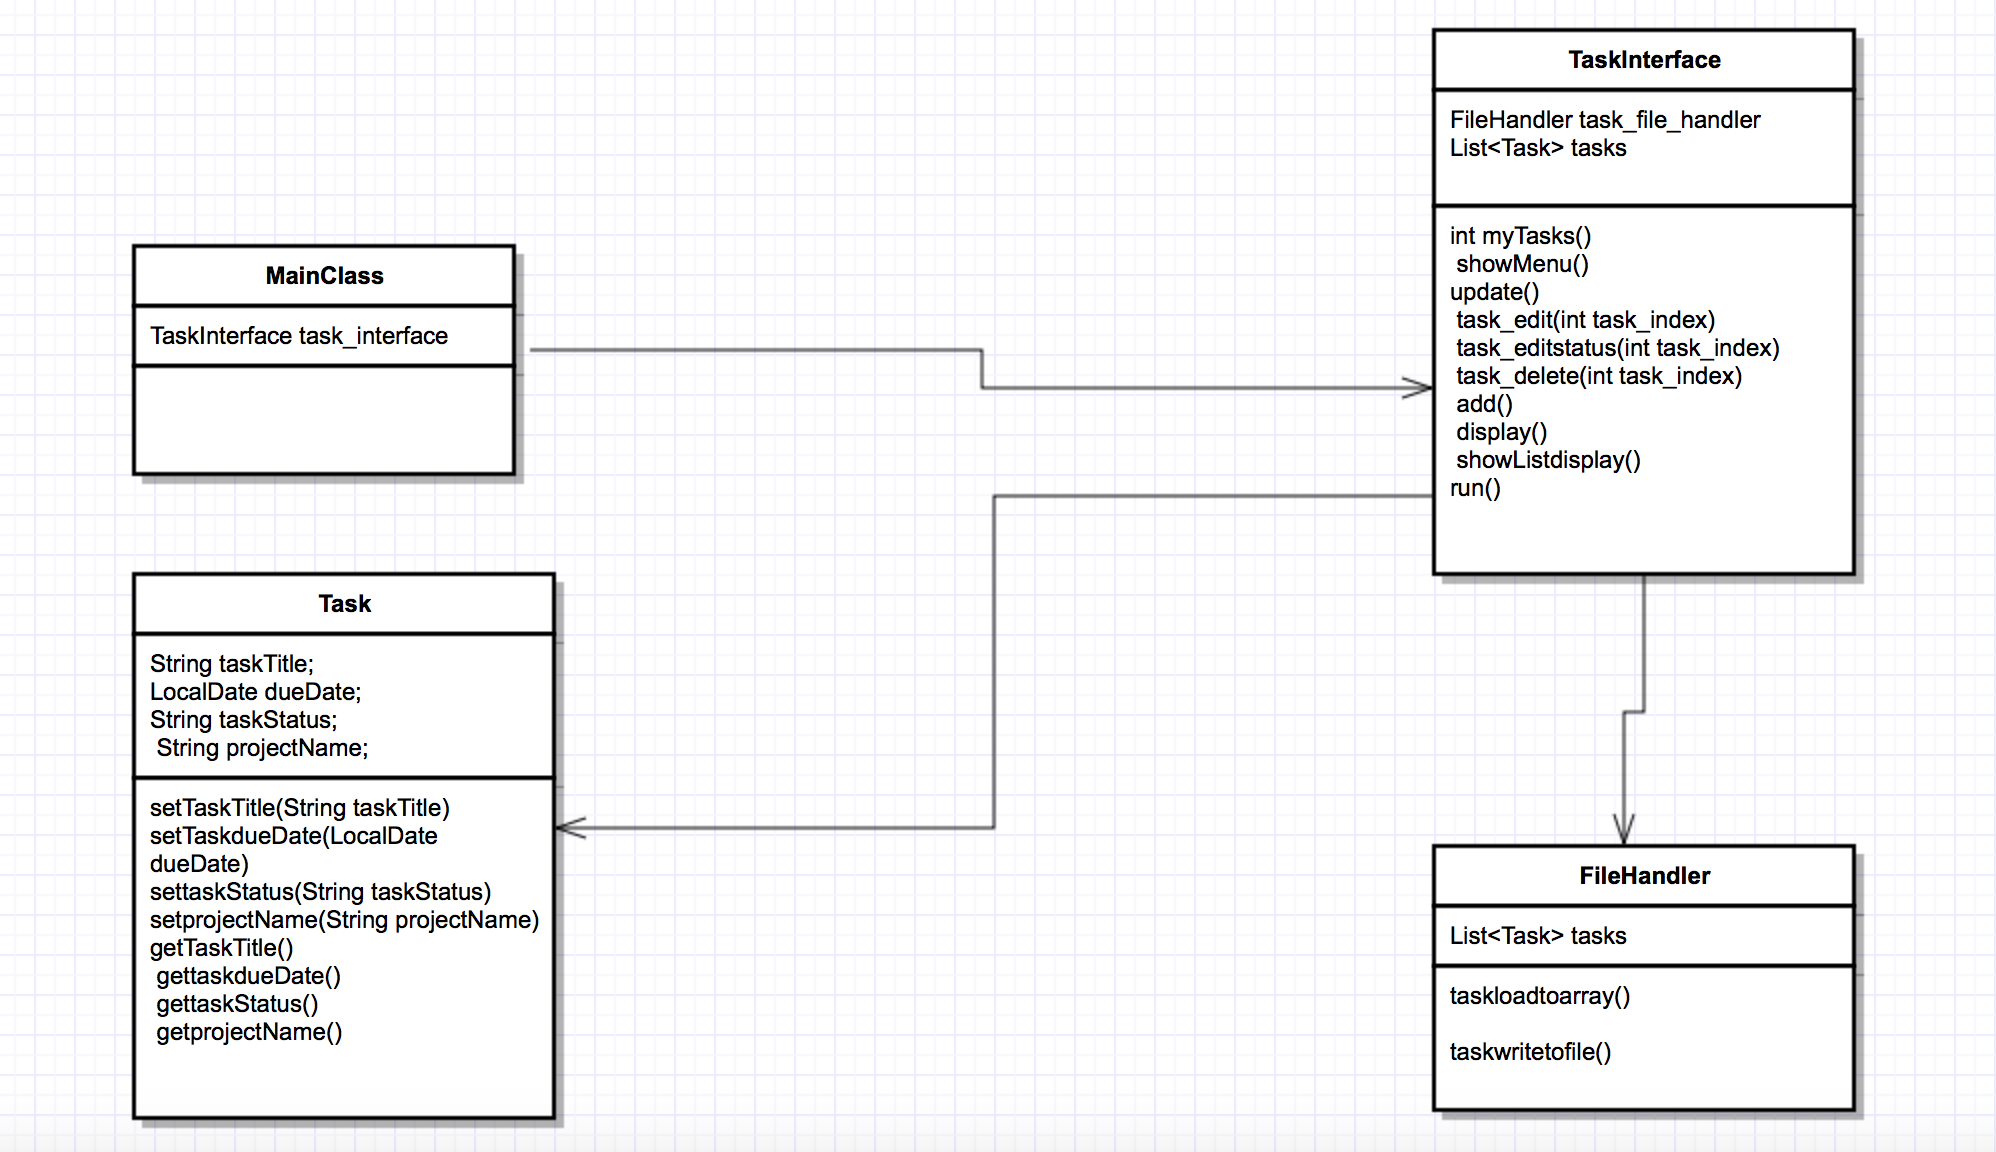 TaskInterface
FileHandler task_file_handler
List<Task> tasks
int myTasks()
showMenu()
update()
task_edit(int task_index)
task_editstatus(int task_index)
task_delete(int task_index)
add()
display()
showListdisplay()
run()
MainClass
TaskInterface task_interface
Task
String taskTitle;
LocalDate dueDate;
String taskStatus;
String projectName;
setTaskTitle(String taskTitle)
setTaskdueDate(LocalDate
dueDate)
settaskStatus(String taskStatus)
setprojectName(String projectName)
getTaskTitle()
gettaskdueDate()
gettaskStatus()
getprojectName()
FileHandler
List<Task> tasks
taskloadtoarray()
taskwritetofile()